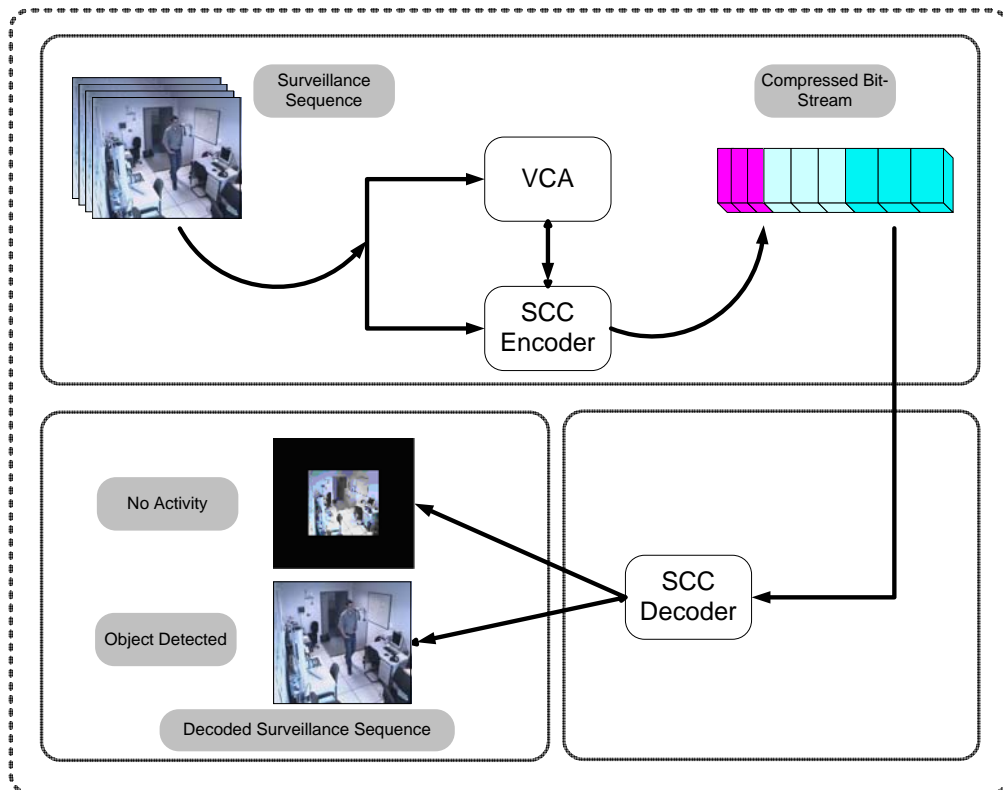 Surveillance
Sequence
Compressed Bit-
Stream
VCA
SCC
Encoder
No Activity
SCC
Decoder
Object Detected
Decoded Surveillance Sequence